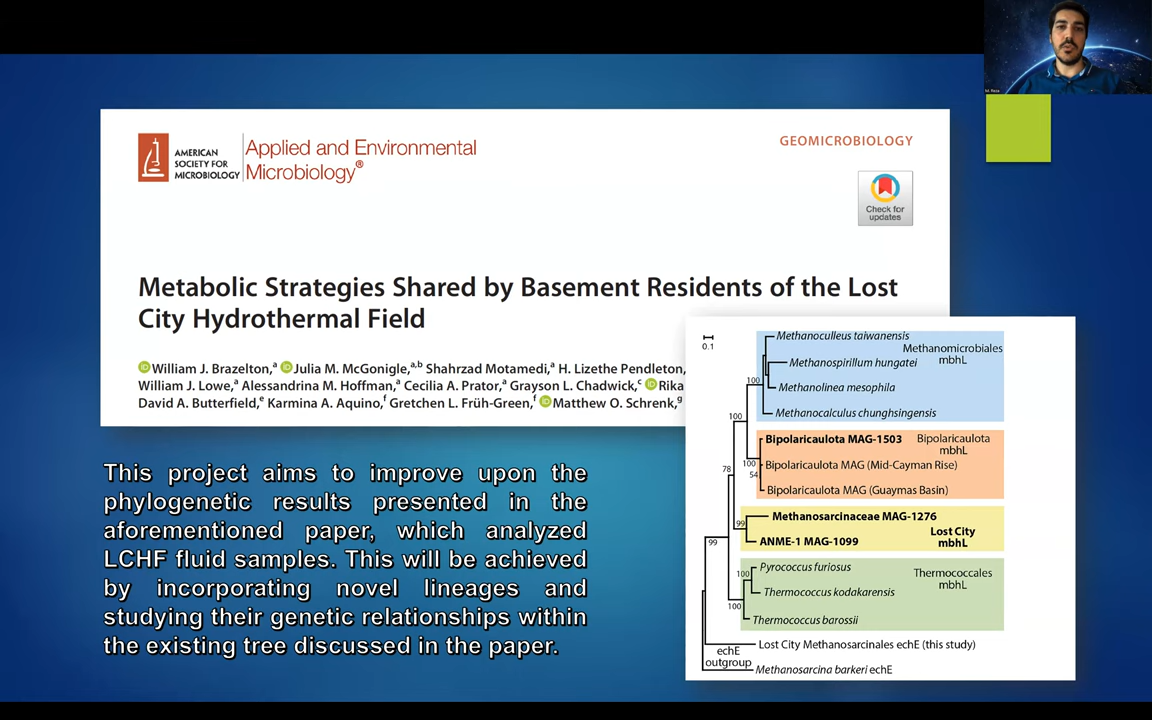 AMERICAN
SOCIETY FOR
MICROBIOLOGY
Applied and Environmental
Microbiology®
GEOMICROBIOLOGY
Check for
updates
Metabolic Strategies Shared by Basement Residents of the Lost
City Hydrothermal Field
iD William J. Brazelton,a iD Julia M. McGonigle,a,b Shahrzad Motamedi,a H. Lizethe Pendleton,
William J. Lowe,a Alessandrina M. Hoffman,a Cecilia A. Prator,a Grayson L. Chadwick,c iD Rika
David A. Butterfield,e Karmina A. Aquino,f Gretchen L. Früh-Green,f iD Matthew O. Schrenk,g
This project aims to improve upon the
phylogenetic results presented in the
aforementioned paper, which analyzed
LCHF fluid samples. This will be achieved
by incorporating novel lineages and
studying their genetic relationships within
the existing tree discussed in the paper.
0.1
Methanoculleus taiwanensis
Methanospirillum hungatei
Methanolinea mesophila
Methanocalculus chunghsingensis
Methanomicrobiales
mbhL
100
100
Bipolaricaulota MAG-1503
Bipolaricaulota MAG (Mid-Cayman Rise)
Bipolaricaulota MAG (Guaymas Basin)
Bipolaricaulota
mbhL
100
54
78
Methanosarcinaceae MAG-1276
ANME-1 MAG-1099
Lost City
mbhL
99
99
Pyrococcus furiosus
Thermococcus kodakarensis
Thermococcus barossii
Thermococcales
mbhL
100
100
Lost City Methanosarcinales echE (this study)
echE
outgroup
Methanosarcina barkeri echE